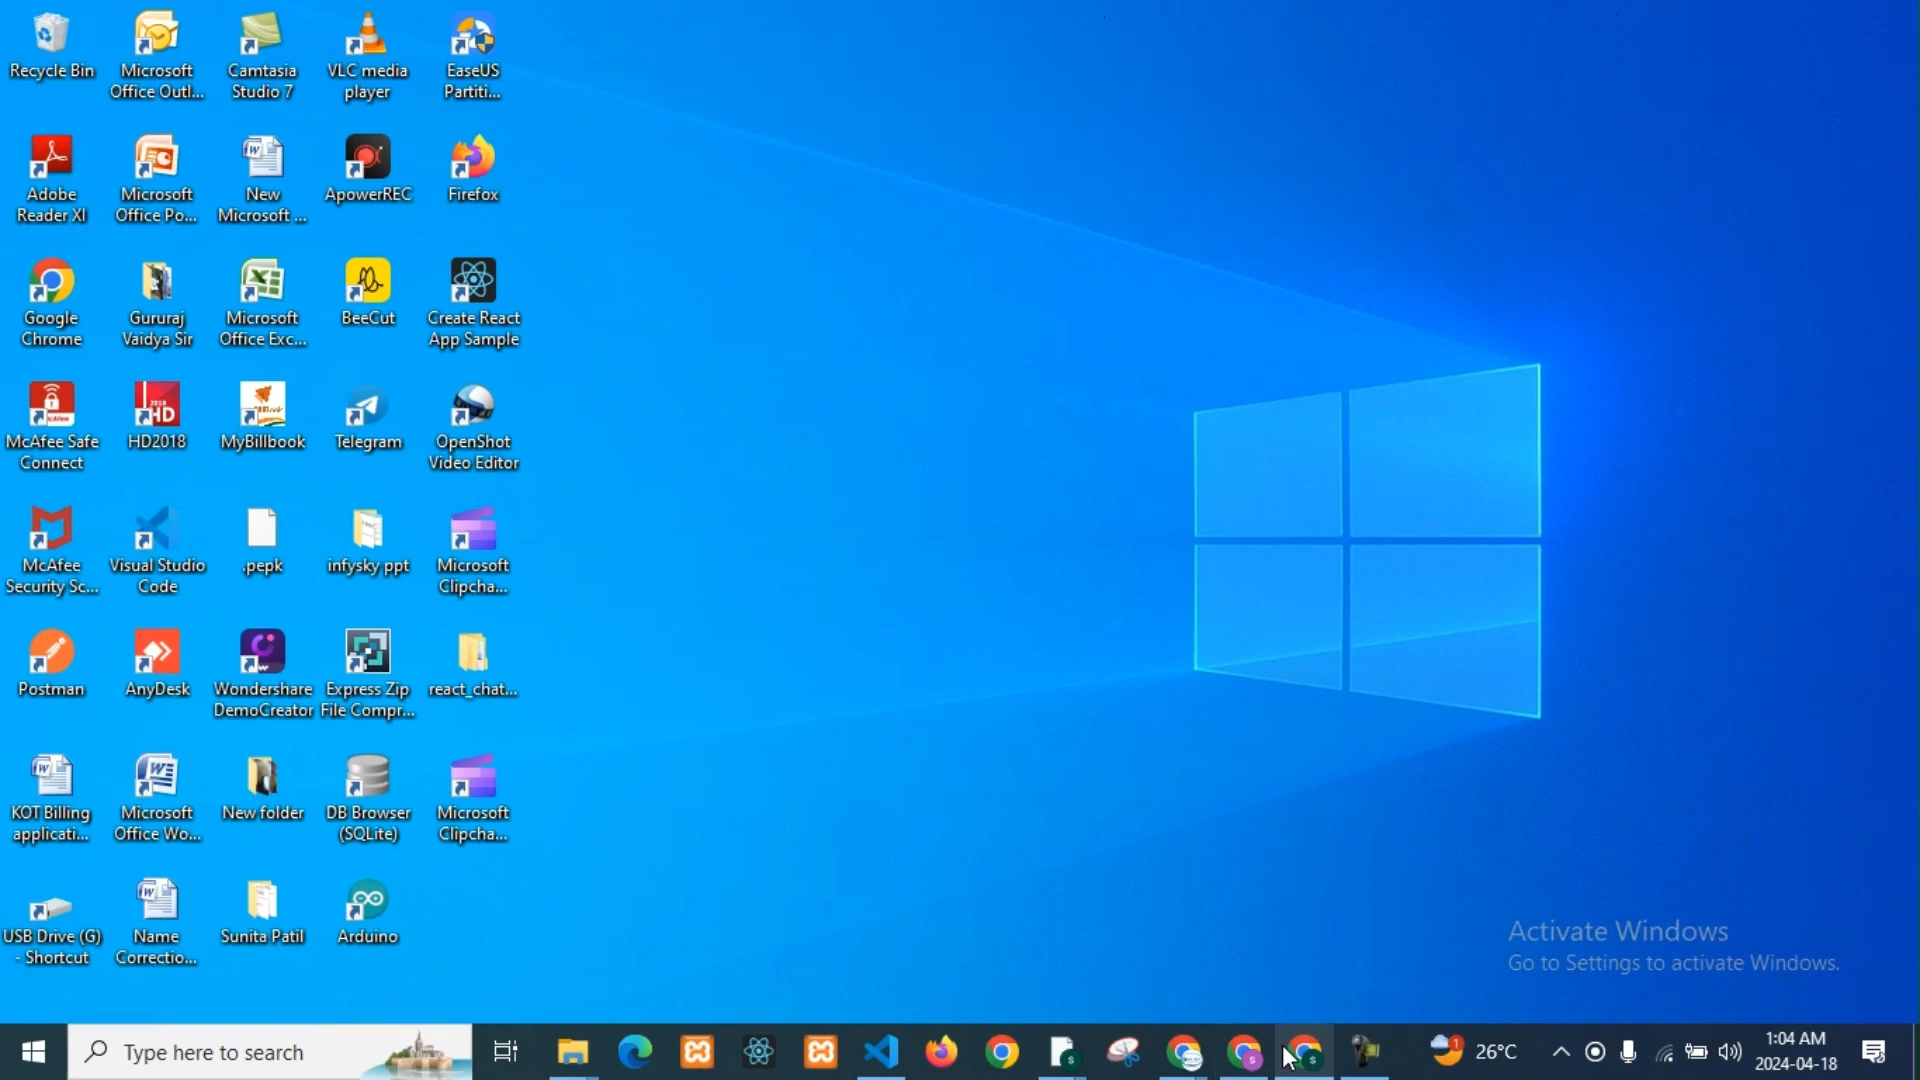 Recycle Bin
Microsoft
Office Outl...
Camtasia
Studio 7
VLC media
player
EaseUS
Partiti...
Adobe
Reader XI
Microsoft
Office Po...
New
Microsoft ...
ApowerREC
Firefox
Google
Chrome
Gururaj
Vaidya Sir
Microsoft
Office Exc...
BeeCut
Create React
App Sample
McAfee Safe
Connect
HD2018
MyBillbook
Telegram
OpenShot
Video Editor
McAfee
Security Sc...
Visual Studio
Code
.pepk
infysky ppt
Microsoft
Clipcha...
Postman
AnyDesk
Wondershare
DemoCreator
Express Zip
File Compr...
react_chat...
KOT Billing
applicati...
Microsoft
Office Wo...
New folder
DB Browser
(SQLite)
Microsoft
Clipcha...
USB Drive (G)
- Shortcut
Name
Correctio...
Sunita Patil
Arduino
Activate Windows
Go to Settings to activate Windows.
Type here to search
26°C
1:04 AM
2024-04-18